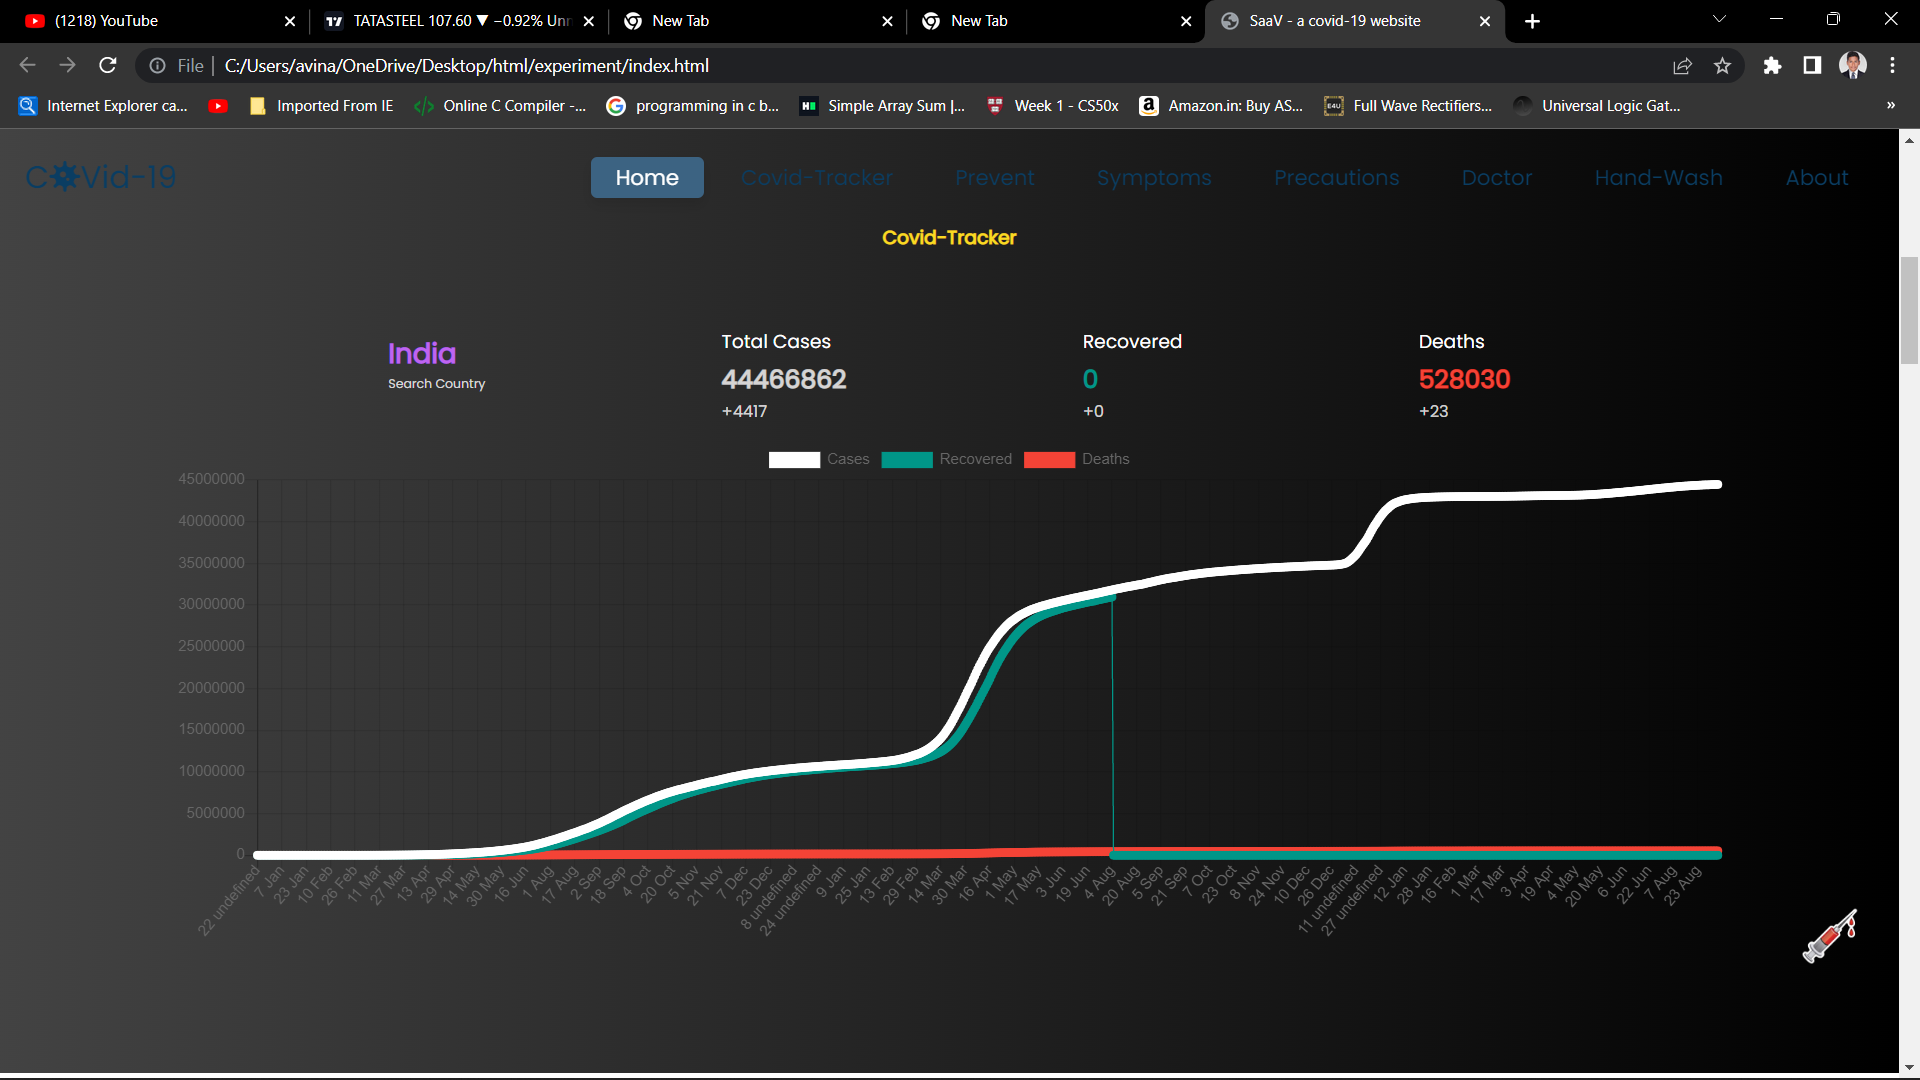 (1218) YouTube
TATASTEEL 107.60 ▼ −0.92% Unn
New Tab
New Tab
SaaV - a covid-19 website
File
C:/Users/avina/OneDrive/Desktop/html/experiment/index.html
Internet Explorer ca...
Imported From IE
Online C Compiler -...
programming in c b...
Simple Array Sum |...
Week 1 - CS50x
Amazon.in: Buy AS...
Full Wave Rectifiers...
Universal Logic Gat...
»
C Vid-19
Home
Covid-Tracker
Prevent
Symptoms
Precautions
Doctor
Hand-Wash
About
Covid-Tracker
India
Search Country
Total Cases
44466862
+4417
Recovered
0
+0
Deaths
528030
+23
Cases
Recovered
Deaths
45000000
40000000
35000000
30000000
25000000
20000000
15000000
10000000
5000000
0
22 undefined
7 Jan
23 Jan
10 Feb
26 Feb
11 Mar
27 Mar
13 Apr
29 Apr
14 May
30 May
16 Jun
1 Aug
17 Aug
2 Sep
18 Sep
4 Oct
20 Oct
5 Nov
21 Nov
7 Dec
23 Dec
8 undefined
24 undefined
9 Jan
25 Jan
13 Feb
29 Feb
14 Mar
30 Mar
16 Apr
1 May
17 May
3 Jun
19 Jun
4 Aug
20 Aug
5 Sep
21 Sep
7 Oct
23 Oct
8 Nov
24 Nov
10 Dec
26 Dec
11 undefined
27 undefined
12 Jan
28 Jan
16 Feb
1 Mar
17 Mar
3 Apr
19 Apr
4 May
20 May
6 Jun
22 Jun
7 Aug
23 Aug